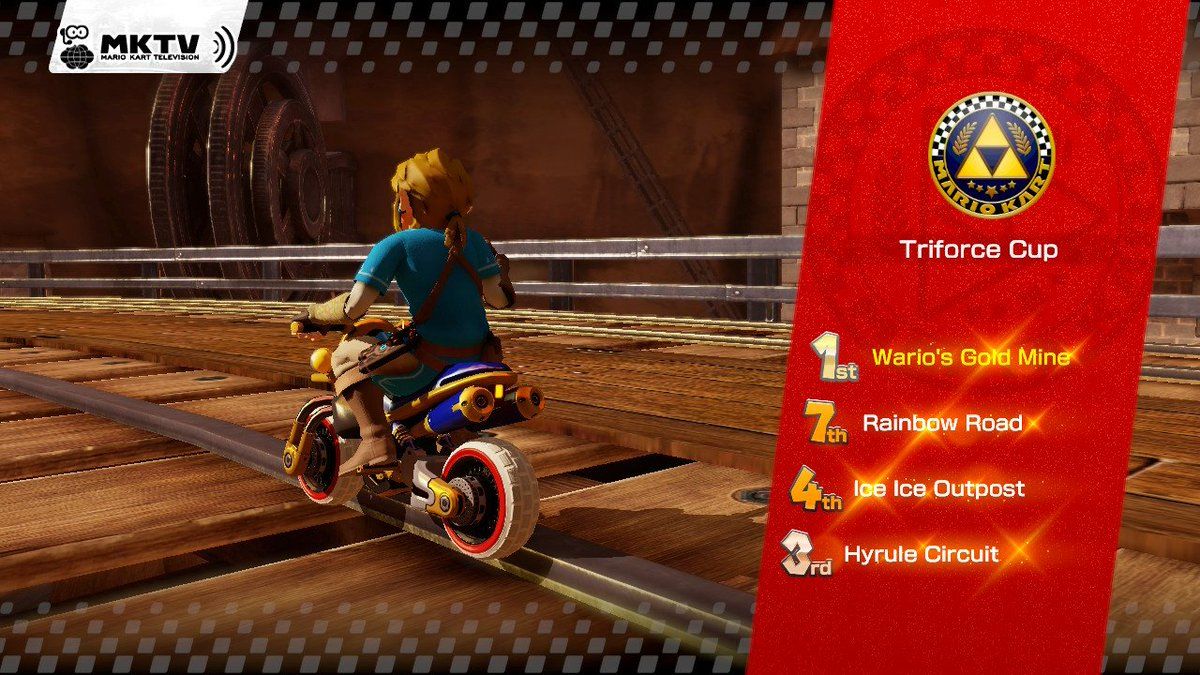 100
MKTV
MARIO KART TELEVISION
MARIO KART
Triforce Cup
1st Wario's Gold Mine
7th Rainbow Road
4th Ice Ice Outpost
3rd Hyrule Circuit